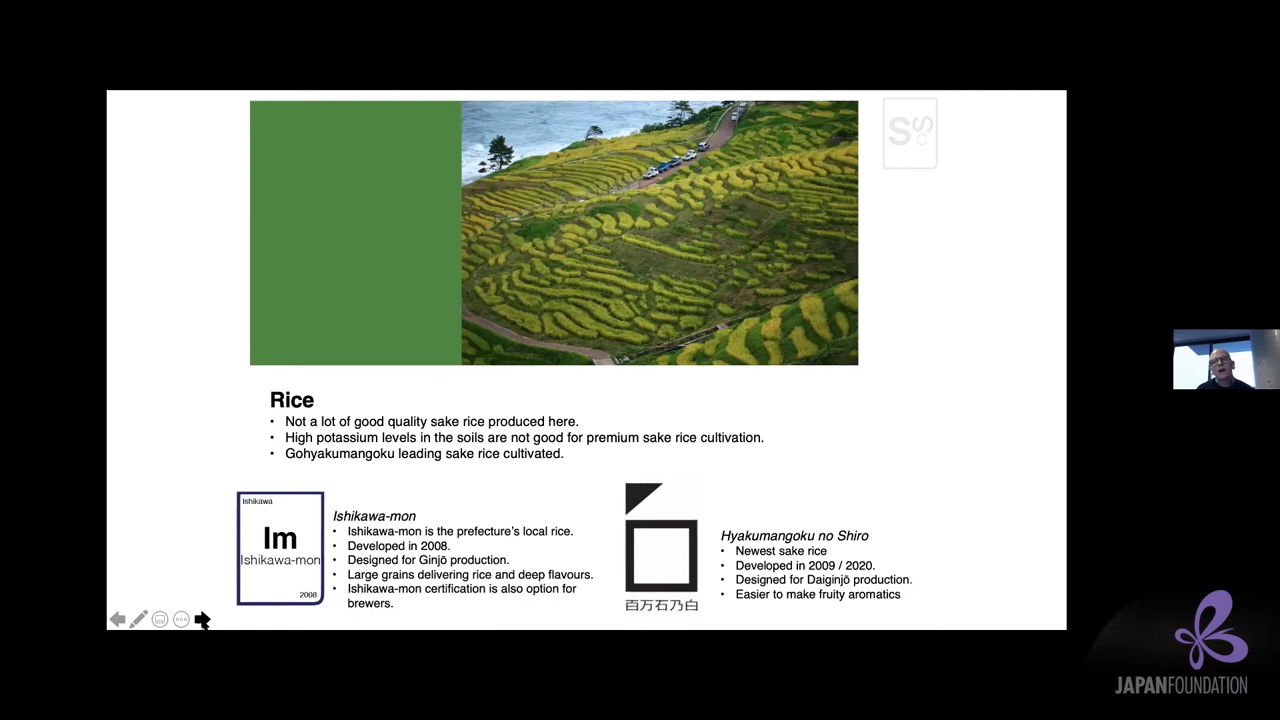 SSC
Rice
• Not a lot of good quality sake rice produced here.
• High potassium levels in the soils are not good for premium sake rice cultivation.
• Gohyakumangoku leading sake rice cultivated.
Ishikawa
Im
Ishikawa-mon
2008
Ishikawa-mon
• Ishikawa-mon is the prefecture's local rice.
• Developed in 2008.
• Designed for Ginjō production.
• Large grains delivering rice and deep flavours.
• Ishikawa-mon certification is also option for
brewers.
百万石乃白
Hyakumangoku no Shiro
• Newest sake rice
• Developed in 2009 / 2020.
• Designed for Daiginjō production.
• Easier to make fruity aromatics
JAPANFOUNDATION